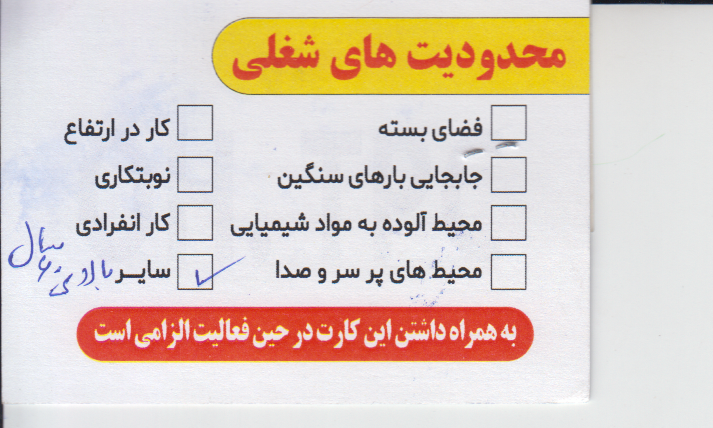 محدودیت های شغلی
فضای بسته
کار در ارتفاع
جابجایی بارهای سنگین
نوبتکاری
محیط آلوده به مواد شیمیایی
کار انفرادی
محیط های پر سر و صدا
سایــر
به همراه داشتن این کارت در حین فعالیت الزامی است